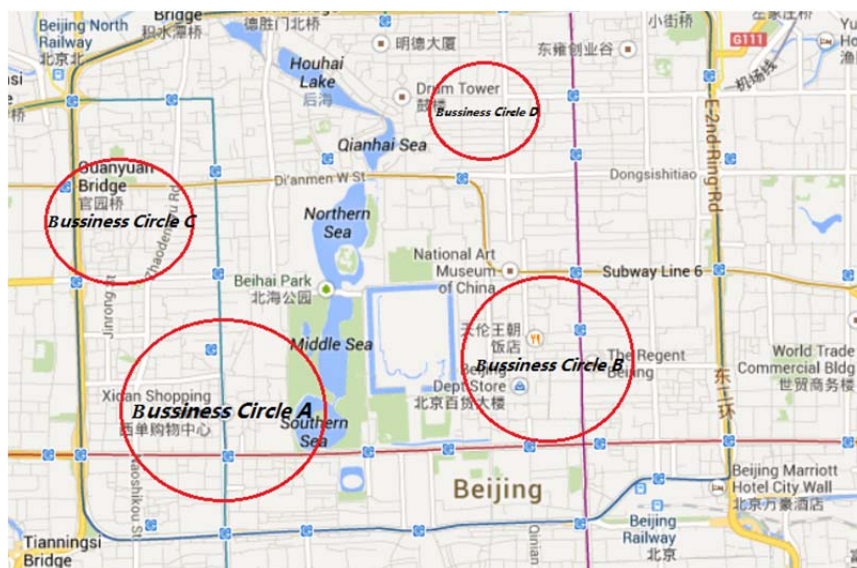 Beijing North
Railway
北京北
Bridge
积水潭桥
德胜门北桥
明德大厦
东雍创业谷
小街桥
G111
机场线
Houhai
Lake
后海
Drum Tower
鼓楼
Bussiness Circle D
Qianhai Sea
E 2nd Ring Rd
Guanyuan
Bridge
官园桥
Di'anmen W St
Dongsishitiao
Bussiness Circle C
Northern
Sea
National Art
Museum
of China
Subway Line 6
Beihai Park
北海公园
Jinrong St
Middle Sea
天伦王朝
饭店
Bussiness Circle B
The Regent
Beijing
World Trade
Commercial Bldg
世贸商务楼
Beijing
Dept Store
北京百货大楼
东二环
Xidan Shopping
Bussiness Circle A
西单购物中心
Southern
Sea
Beijing
Beijing Marriott
Hotel City Wall
北京万豪酒店
Qinian
Beijing
Railway
北京
Tianningsi
Bridge